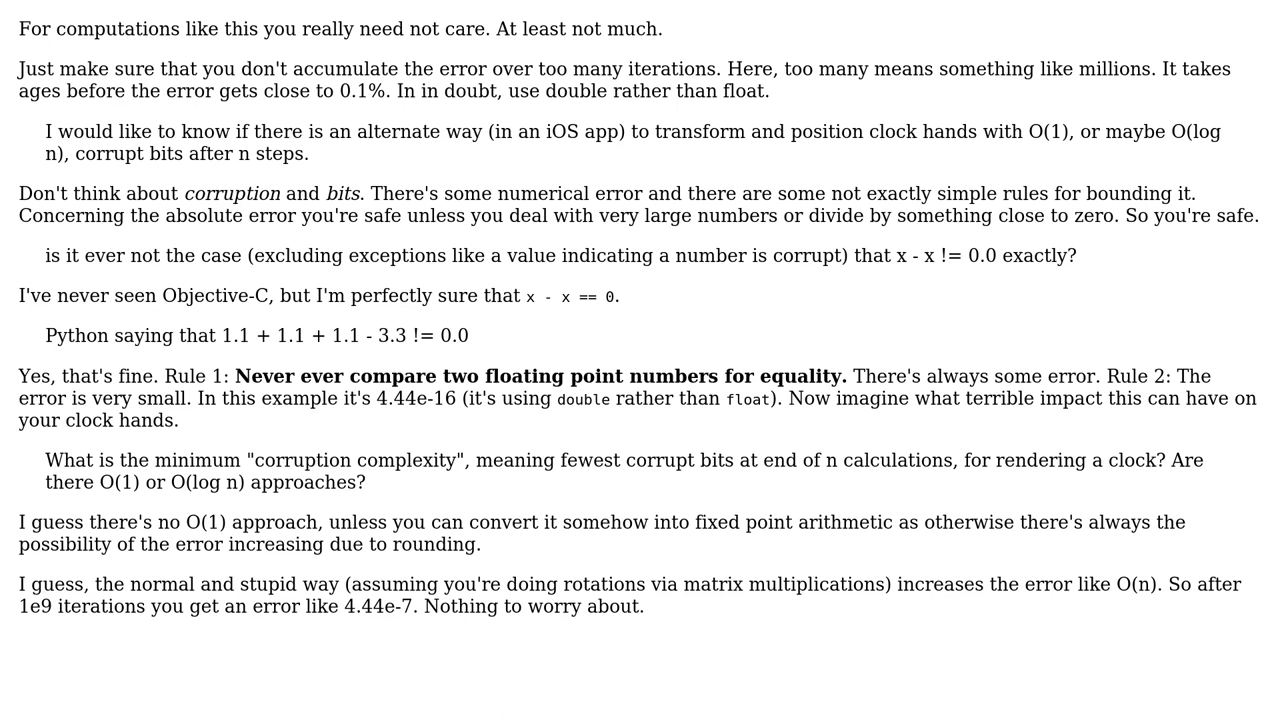 For computations like this you really need not care. At least not much.
Just make sure that you don't accumulate the error over too many iterations. Here, too many means something like millions. It takes
ages before the error gets close to 0.1%. In in doubt, use double rather than float.
I would like to know if there is an alternate way (in an iOS app) to transform and position clock hands with O(1), or maybe O(log
n), corrupt bits after n steps.
Don't think about corruption and bits. There's some numerical error and there are some not exactly simple rules for bounding it.
Concerning the absolute error you're safe unless you deal with very large numbers or divide by something close to zero. So you're safe.
is it ever not the case (excluding exceptions like a value indicating a number is corrupt) that x - x != 0.0 exactly?
I've never seen Objective-C, but I'm perfectly sure that x - x == 0.
Python saying that 1.1 + 1.1 + 1.1 - 3.3 != 0.0
Yes, that's fine. Rule 1: Never ever compare two floating point numbers for equality. There's always some error. Rule 2: The
error is very small. In this example it's 4.44e-16 (it's using double rather than float). Now imagine what terrible impact this can have on
your clock hands.
What is the minimum "corruption complexity", meaning fewest corrupt bits at end of n calculations, for rendering a clock? Are
there O(1) or O(log n) approaches?
I guess there's no O(1) approach, unless you can convert it somehow into fixed point arithmetic as otherwise there's always the
possibility of the error increasing due to rounding.
I guess, the normal and stupid way (assuming you're doing rotations via matrix multiplications) increases the error like O(n). So after
1e9 iterations you get an error like 4.44e-7. Nothing to worry about.